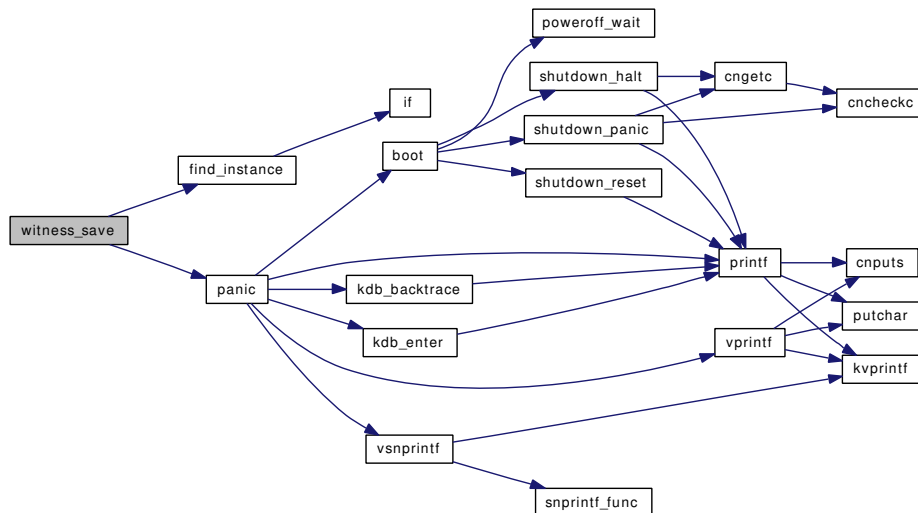 poweroff_wait
shutdown_halt
cngetc
if
cncheckc
shutdown_panic
boot
find_instance
shutdown_reset
witness_save
printf
cnputs
panic
kdb_backtrace
putchar
kdb_enter
vprintf
kvprintf
vsnprintf
snprintf_func